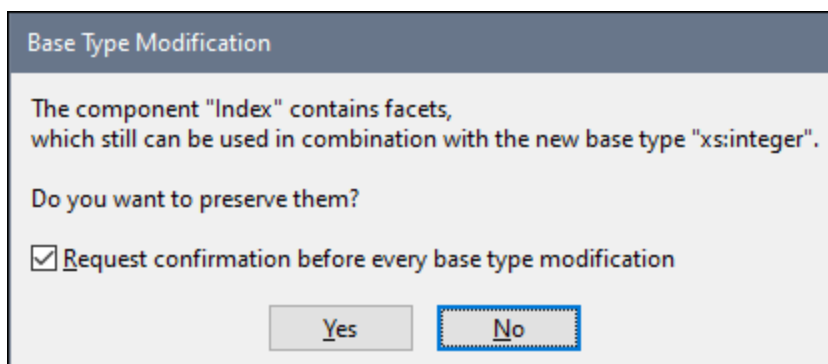 Base Type Modification
The component "Index" contains facets,
which still can be used in combination with the new base type "xs:integer".
Do you want to preserve them?
Request confirmation before every base type modification
Yes
No